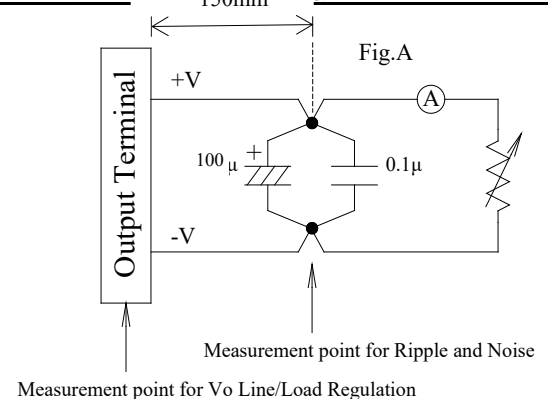 150mm
Fig.A
+V
A
100 μ
+
0.1μ
Output Terminal
-V
Measurement point for Ripple and Noise
Measurement point for Vo Line/Load Regulation